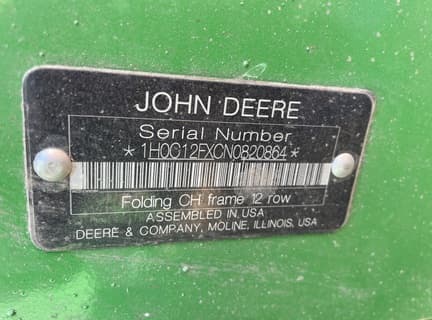 JOHN DEERE
Serial Number
*1H0C12FXCN0820864*
Folding CH frame 12 row
ASSEMBLED IN USA
DEERE & COMPANY, MOLINE, ILLINOIS, USA